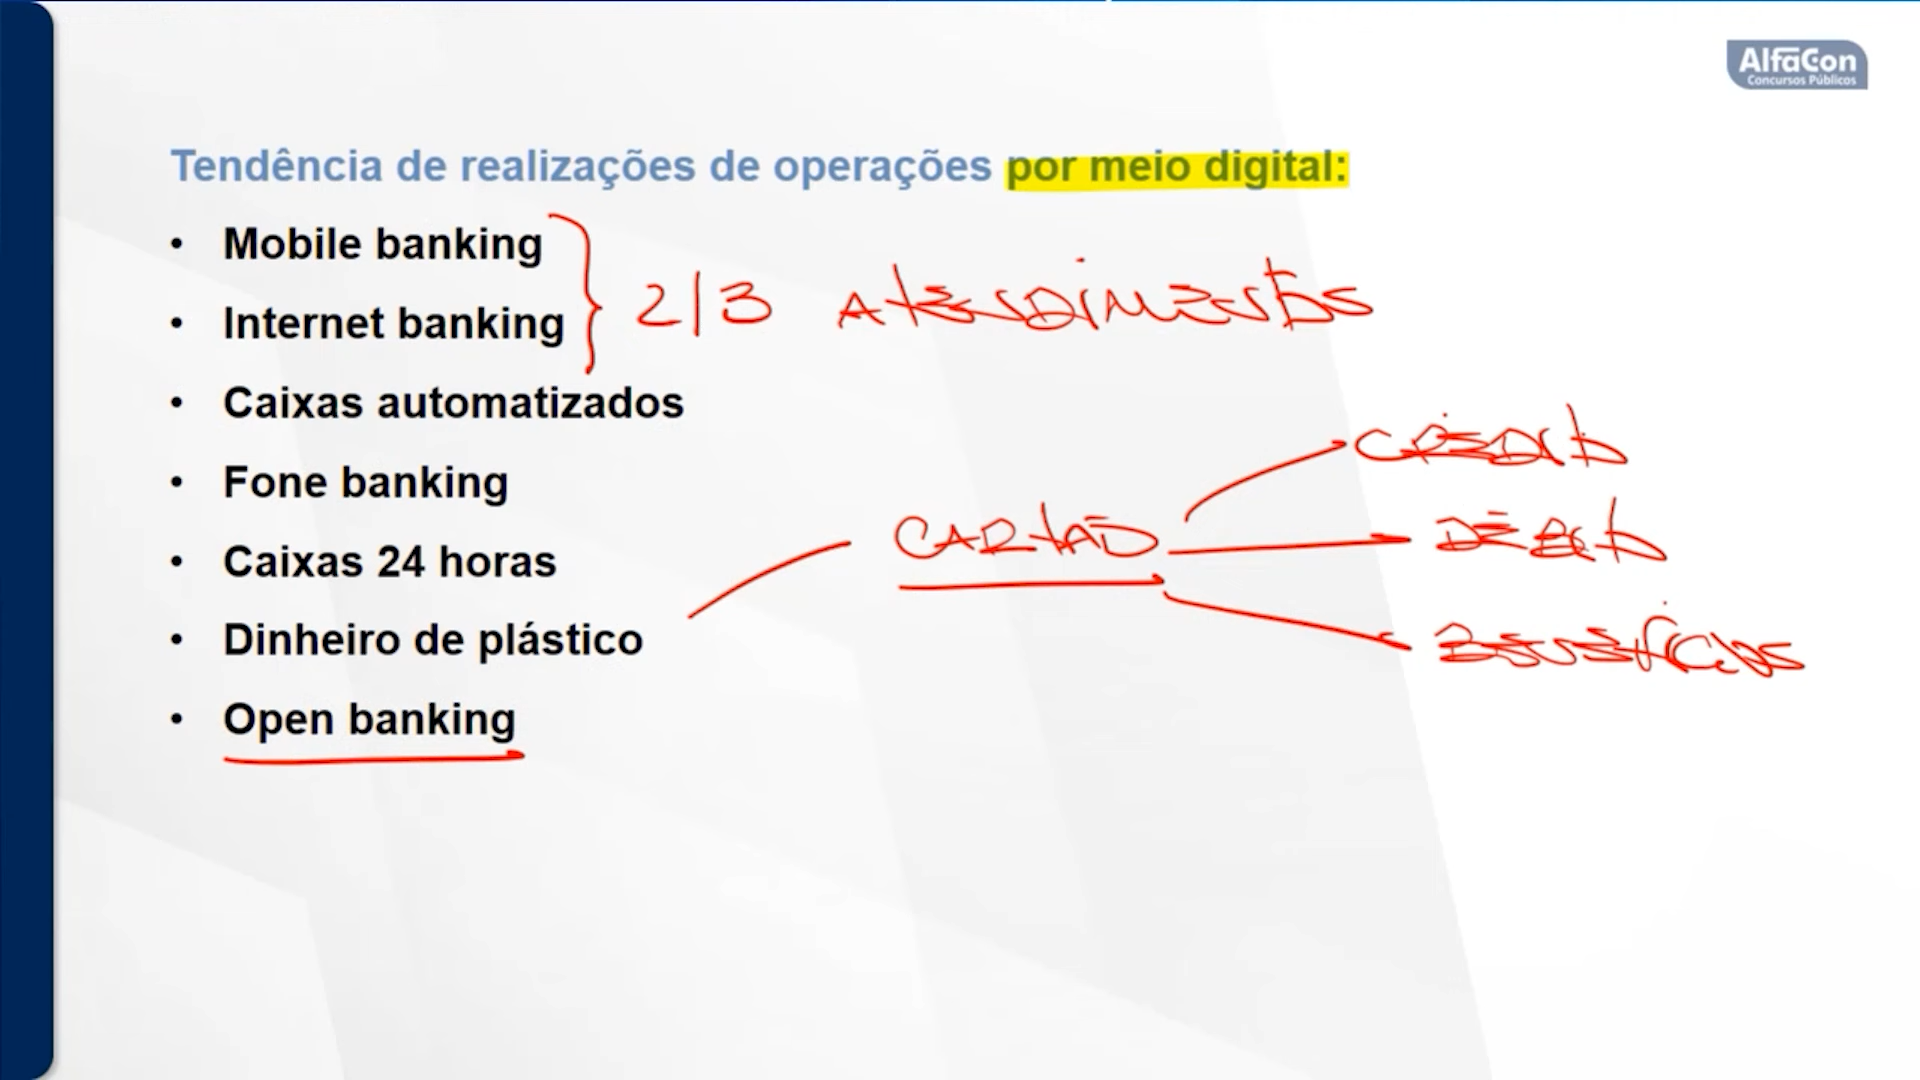 AlfaCon
Concursos Públicos
Tendência de realizações de operações por meio digital:
• Mobile banking
• Internet banking
2/3 ATENDIMENTOS
• Caixas automatizados
• Fone banking
• Caixas 24 horas
• Dinheiro de plástico
CARTÃO
CRÉDITO
DÉBITO
BENEFÍCIOS
• Open banking